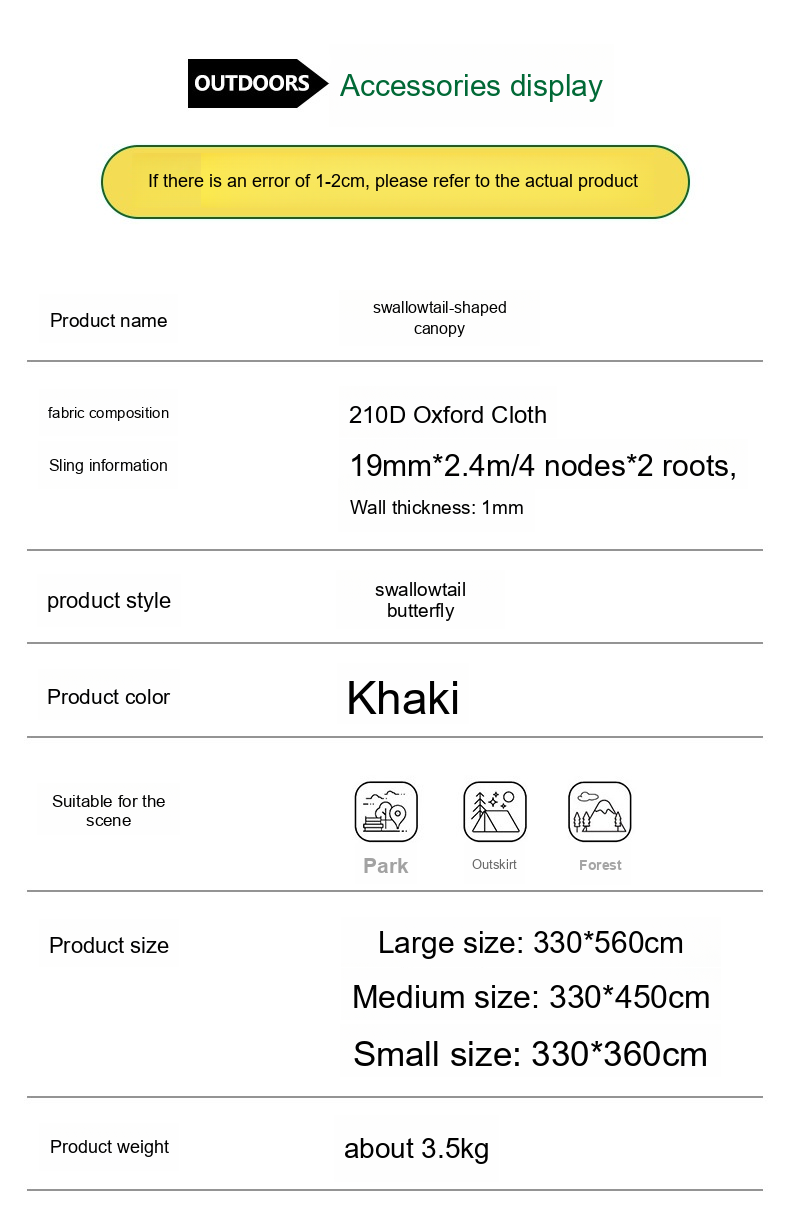 OUTDOORS
Accessories display
If there is an error of 1-2cm, please refer to the actual product
Product name
swallowtail-shaped
canopy
fabric composition
210D Oxford Cloth
Sling information
19mm*2.4m/4 nodes*2 roots,
Wall thickness: 1mm
product style
swallowtail
butterfly
Product color
Khaki
Suitable for the
scene
Park
Outskirt
Forest
Product size
Large size: 330*560cm
Medium size: 330*450cm
Small size: 330*360cm
Product weight
about 3.5kg